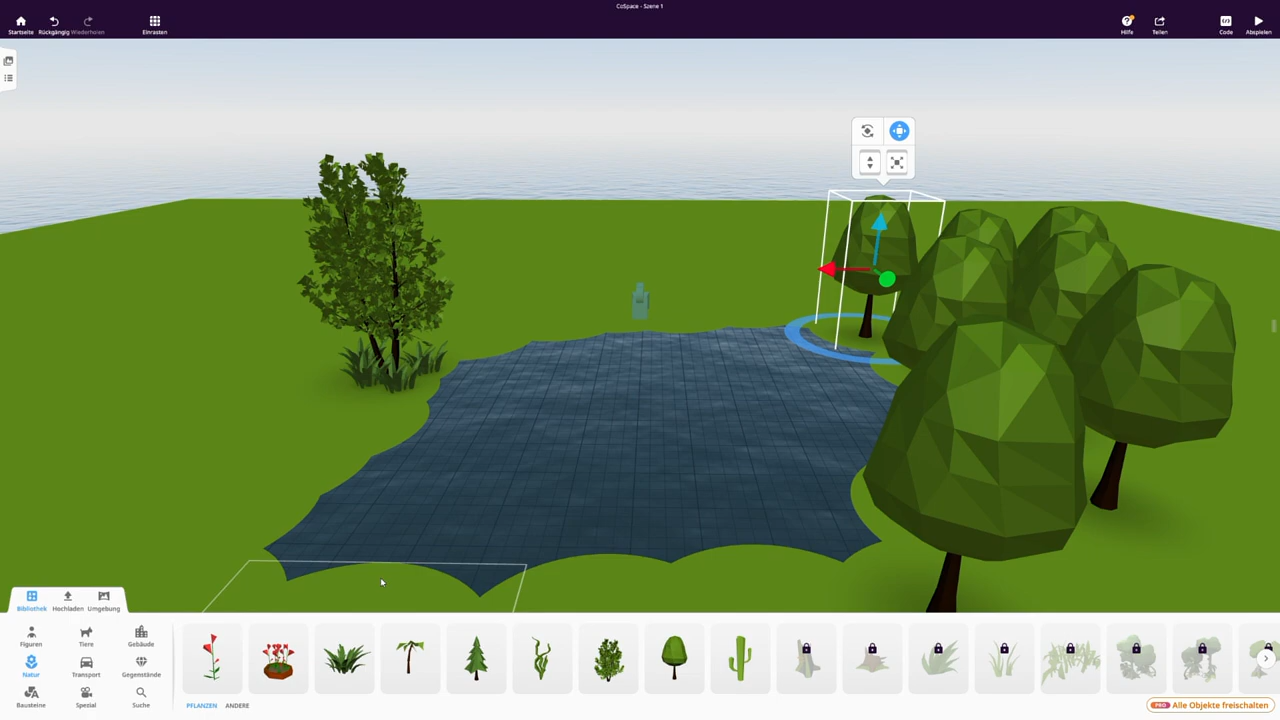 CoSpace - Szene 1
Startseite
Rückgängig
Wiederholen
Einrasten
Hilfe
Teilen
Code
Abspielen
Bibliothek
Hochladen
Umgebung
Figuren
Tiere
Gebäude
Natur
Transport
Gegenstände
Bausteine
Spezial
Suche
PFLANZEN
ANDERE
PRO Alle Objekte freischalten